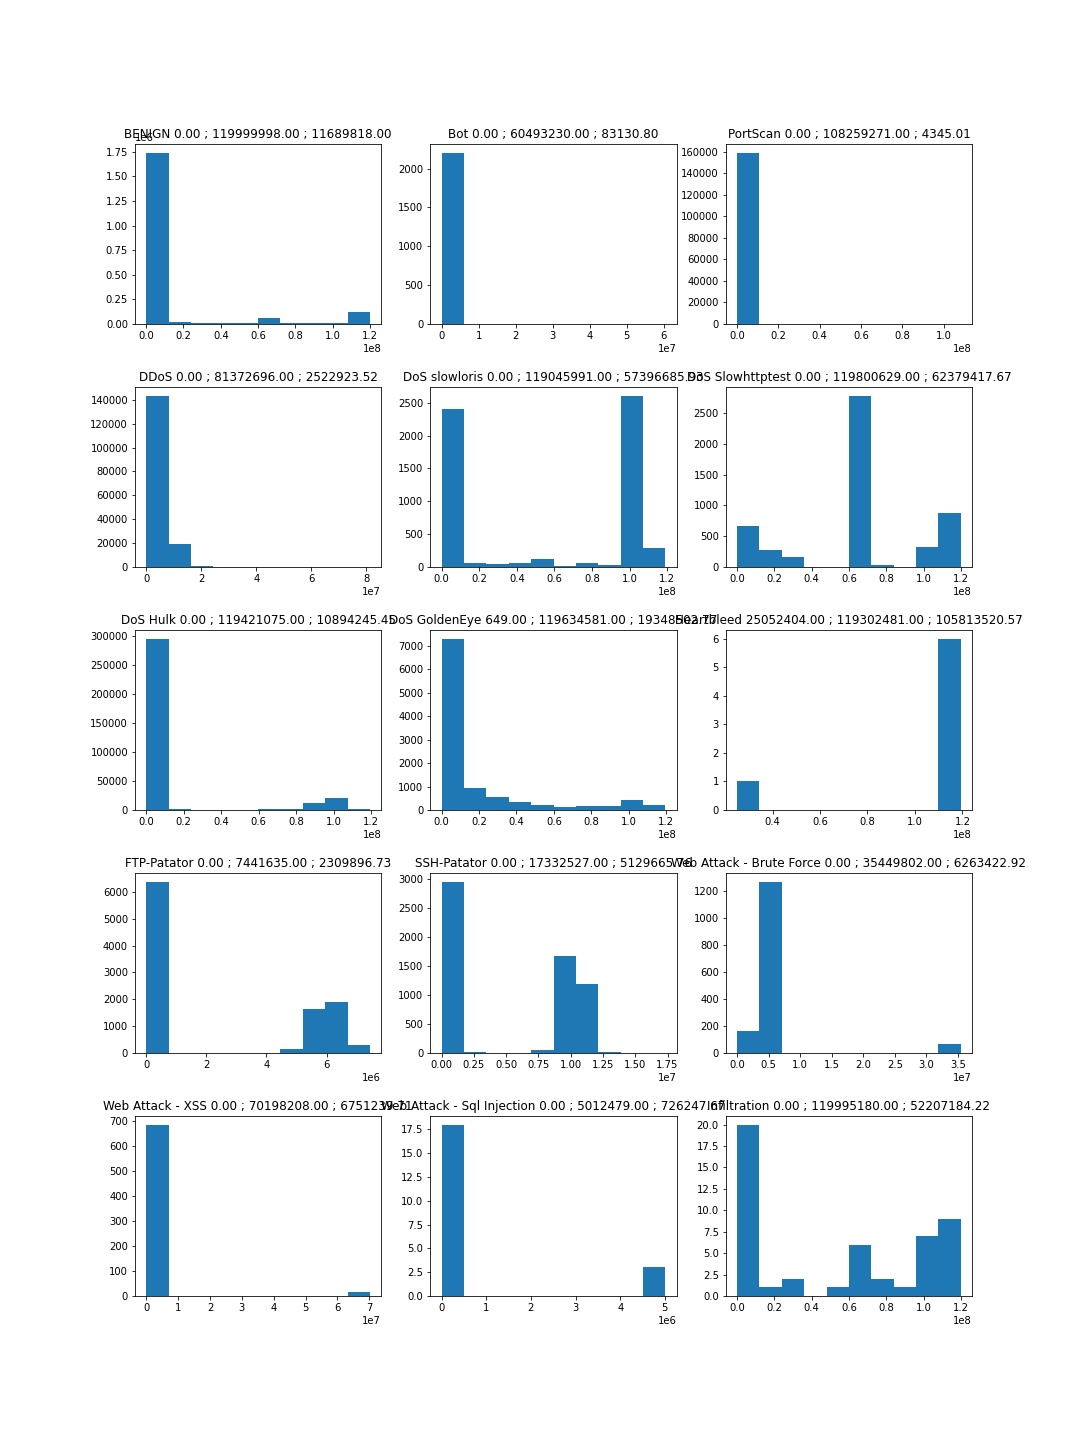 BENIGN 0.00 ; 119999998.00 ; 11689818.00
1e6
1.75
1.50
1.25
1.00
0.75
0.50
0.25
0.00
0.0 0.2 0.4 0.6 0.8 1.0 1.2
1e8
Bot 0.00 ; 60493230.00 ; 83130.80
2000
1500
1000
500
0
0 1 2 3 4 5 6
1e7
PortScan 0.00 ; 108259271.00 ; 4345.01
160000
140000
120000
100000
80000
60000
40000
20000
0
0.0 0.2 0.4 0.6 0.8 1.0
1e8
DDoS 0.00 ; 81372696.00 ; 2522923.52
140000
120000
100000
80000
60000
40000
20000
0
0 2 4 6 8
1e7
DoS slowloris 0.00 ; 119045991.00 ; 57396685.93
2500
2000
1500
1000
500
0
0.0 0.2 0.4 0.6 0.8 1.0 1.2
1e8
DoS Slowhttptest 0.00 ; 119800629.00 ; 62379417.67
2500
2000
1500
1000
500
0
0.0 0.2 0.4 0.6 0.8 1.0 1.2
1e8
DoS Hulk 0.00 ; 119421075.00 ; 10894245.45
300000
250000
200000
150000
100000
50000
0
0.0 0.2 0.4 0.6 0.8 1.0 1.2
1e8
DoS GoldenEye 649.00 ; 119634581.00 ;
7000
6000
5000
4000
3000
2000
1000
0
0.0 0.2 0.4 0.6 0.8 1.0 1.2
1e8
Heartbleed 25052404.00 ; 119302481.00 ; 105813520.57
6
5
4
3
2
1
0
0.4 0.6 0.8 1.0 1.2
1e8
FTP-Patator 0.00 ; 7441635.00 ; 2309896.73
6000
5000
4000
3000
2000
1000
0
0 2 4 6
1e6
SSH-Patator 0.00 ; 17332527.00 ; 5129665.76
3000
2500
2000
1500
1000
500
0
0.00 0.25 0.50 0.75 1.00 1.25 1.50 1.75
1e7
Web Attack - Brute Force 0.00 ; 35449802.00 ; 6263422.92
1200
1000
800
600
400
200
0
0.0 0.5 1.0 1.5 2.0 2.5 3.0 3.5
1e7
Web Attack - XSS 0.00 ; 70198208.00 ; 6751239.71
700
600
500
400
300
200
100
0
0 1 2 3 4 5 6 7
1e7
Web Attack - Sql Injection 0.00 ; 5012479.00 ; 726247.67
17.5
15.0
12.5
10.0
7.5
5.0
2.5
0.0
0 1 2 3 4 5
1e6
Infiltration 0.00 ; 119995180.00 ; 52207184.22
20.0
17.5
15.0
12.5
10.0
7.5
5.0
2.5
0.0
0.0 0.2 0.4 0.6 0.8 1.0 1.2
1e8